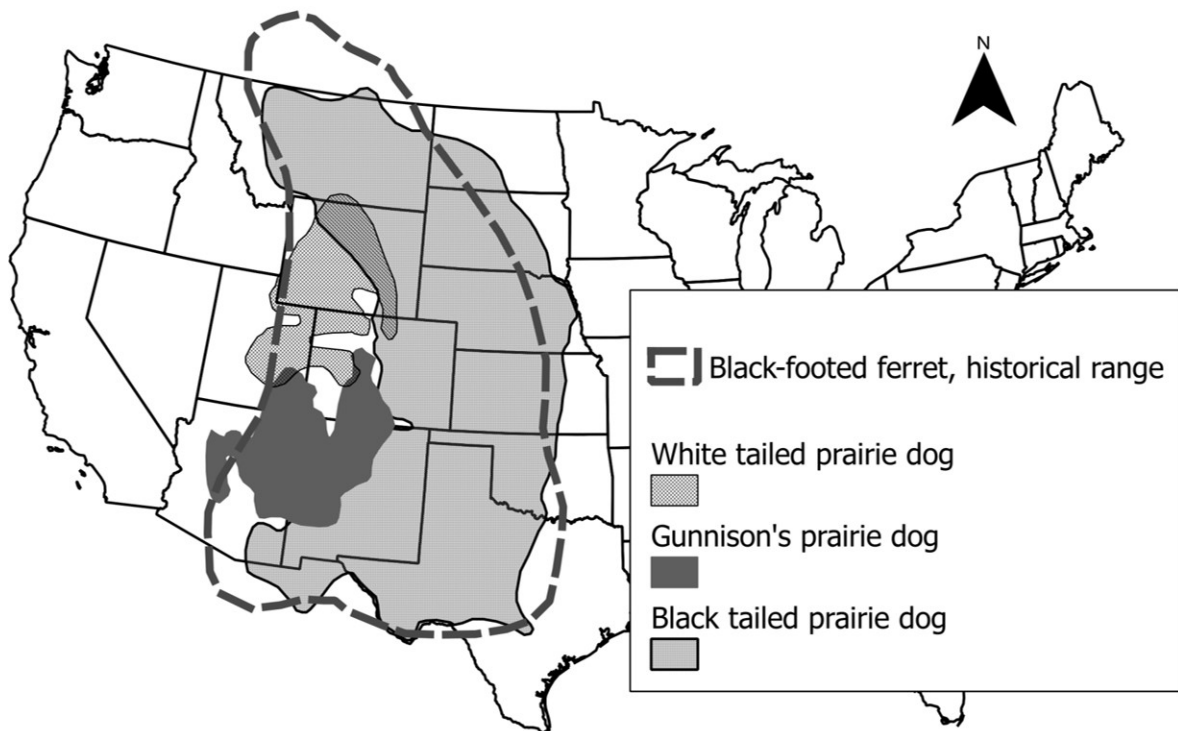 N
Black-footed ferret, historical range
White tailed prairie dog
Gunnison's prairie dog
Black tailed prairie dog